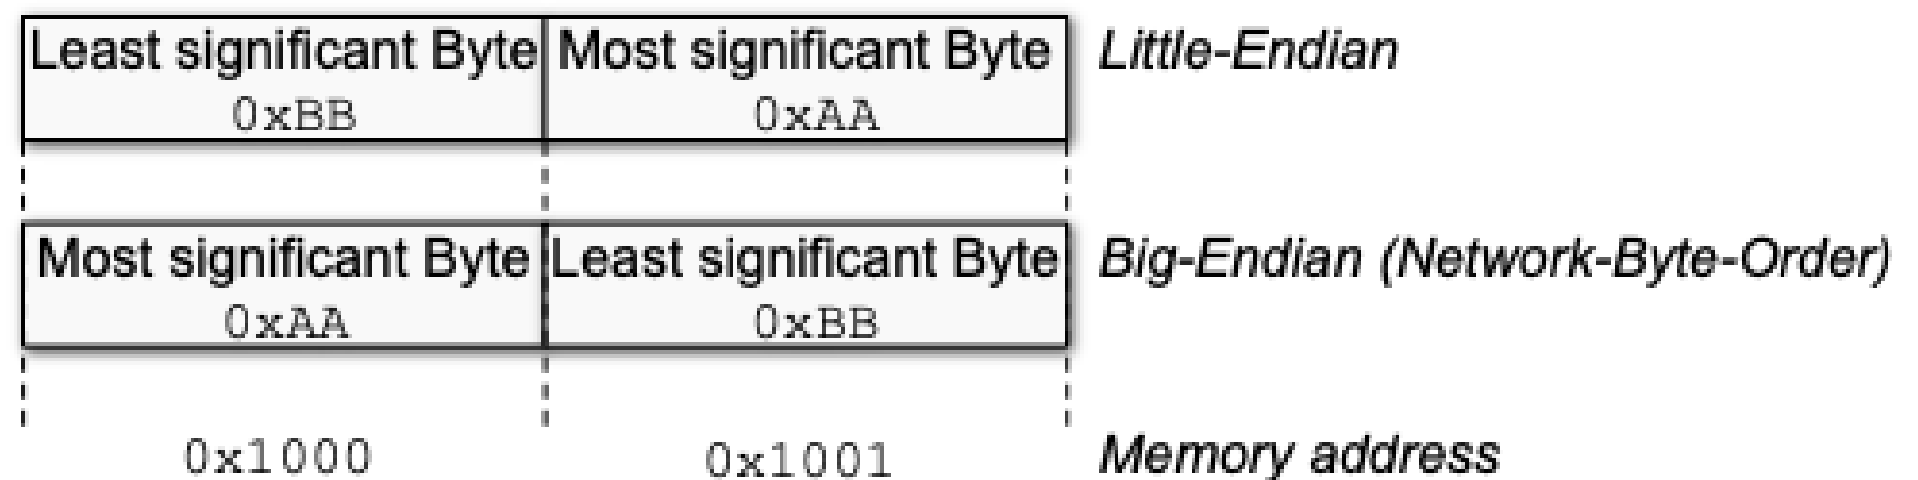 Least significant Byte Most significant Byte Little-Endian
0xBB 0xAA
Most significant Byte Least significant Byte Big-Endian (Network-Byte-Order)
0xAA 0xBB
0x1000 0x1001 Memory address